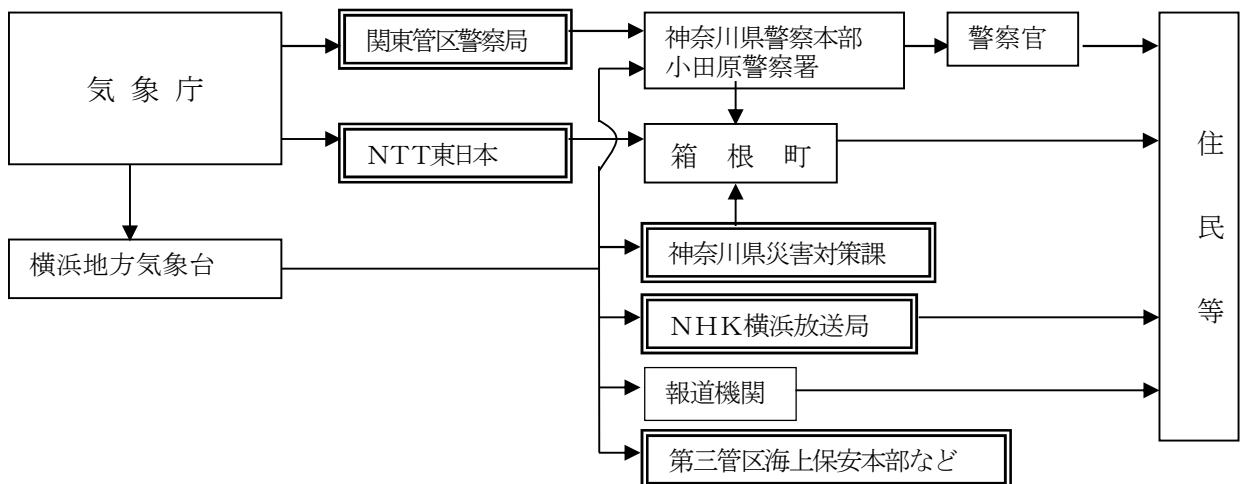 気 象 庁
関東管区警察局
神奈川県警察本部
小田原警察署
警察官
NTT東日本
箱 根 町
住民等
横浜地方気象台
神奈川県災害対策課
NHK横浜放送局
報道機関
第三管区海上保安本部など